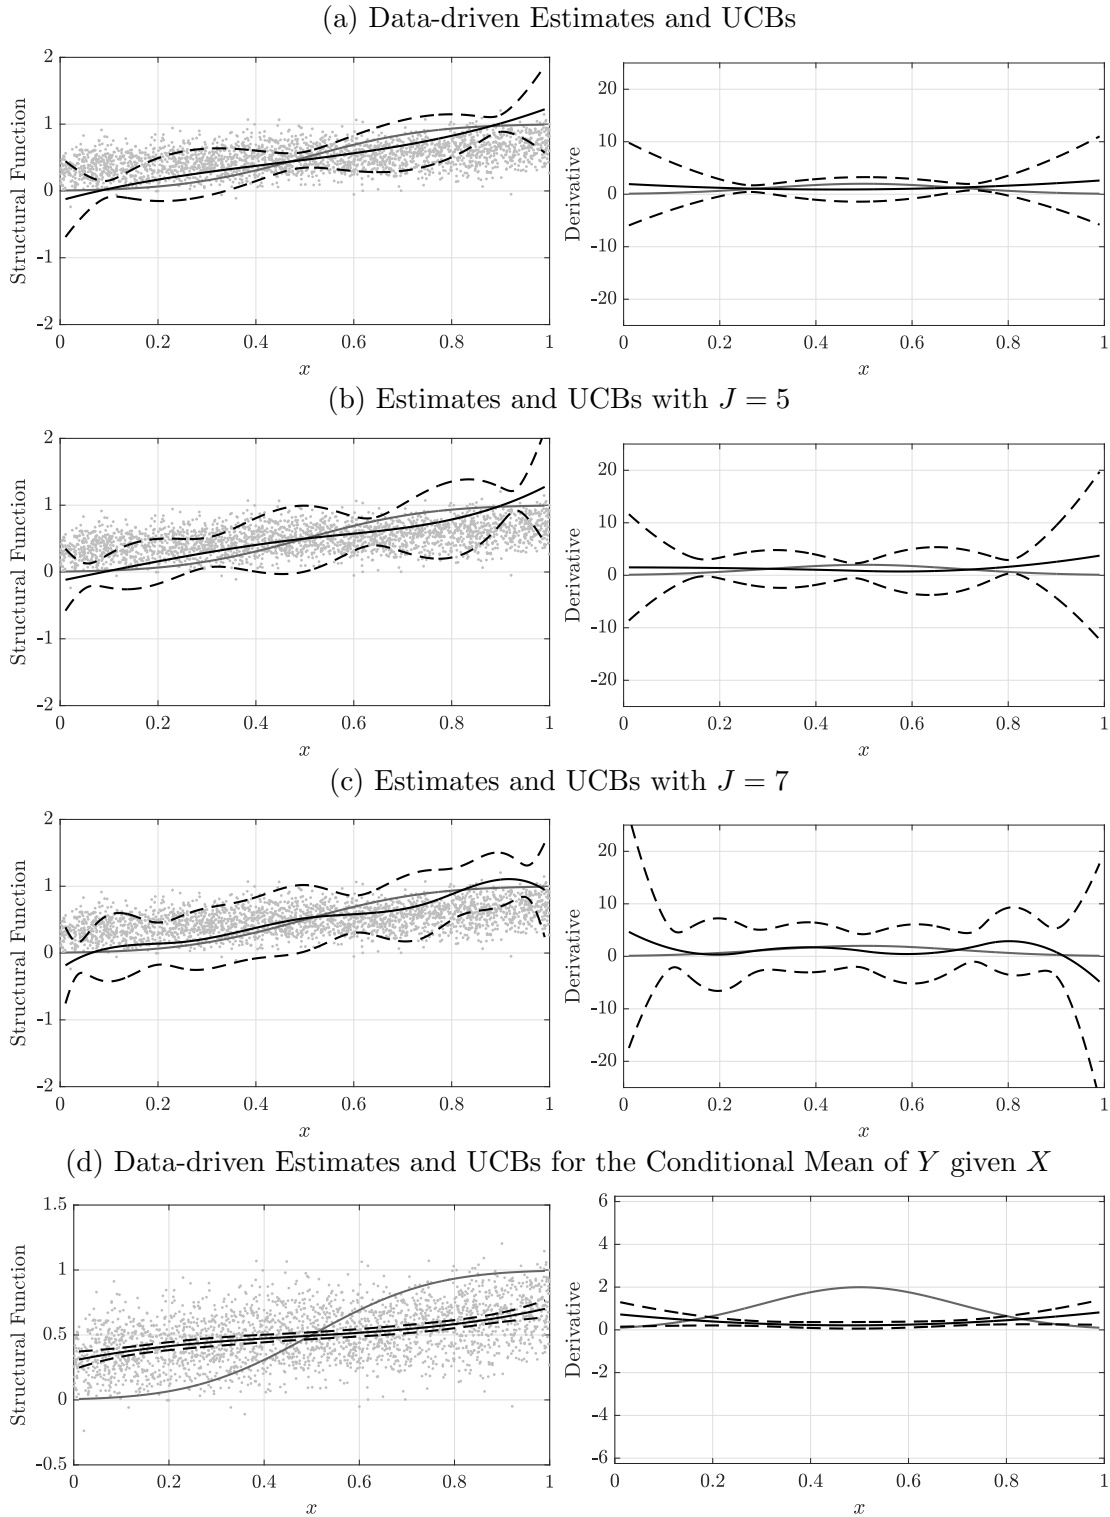 (a) Data-driven Estimates and UCBs
Structural Function
2
1
0
-1
-2
0 0.2 0.4 0.6 0.8 1
x
Derivative
20
10
0
-10
-20
0 0.2 0.4 0.6 0.8 1
x
(b) Estimates and UCBs with J = 5
Structural Function
2
1
0
-1
-2
0 0.2 0.4 0.6 0.8 1
x
Derivative
20
10
0
-10
-20
0 0.2 0.4 0.6 0.8 1
x
(c) Estimates and UCBs with J = 7
Structural Function
2
1
0
-1
-2
0 0.2 0.4 0.6 0.8 1
x
Derivative
20
10
0
-10
-20
0 0.2 0.4 0.6 0.8 1
x
(d) Data-driven Estimates and UCBs for the Conditional Mean of Y given X
Structural Function
1.5
1
0.5
0
-0.5
0 0.2 0.4 0.6 0.8 1
x
Derivative
6
4
2
0
-2
-4
-6
0 0.2 0.4 0.6 0.8 1
x